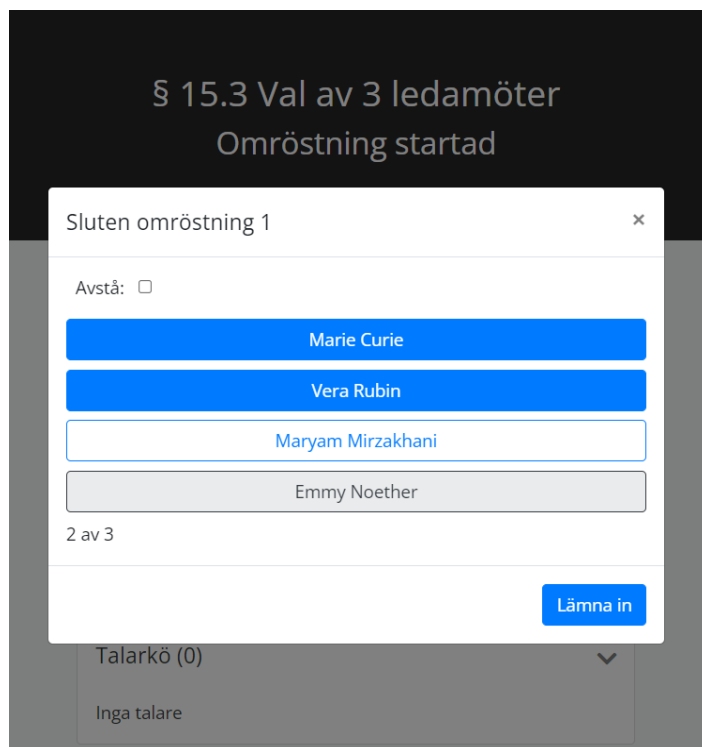 § 15.3 Val av 3 ledamöter
Omröstning startad
Sluten omröstning 1
×
Avstå:
Marie Curie
Vera Rubin
Maryam Mirzakhani
Emmy Noether
2 av 3
Lämna in
Talarkö (0)
Inga talare